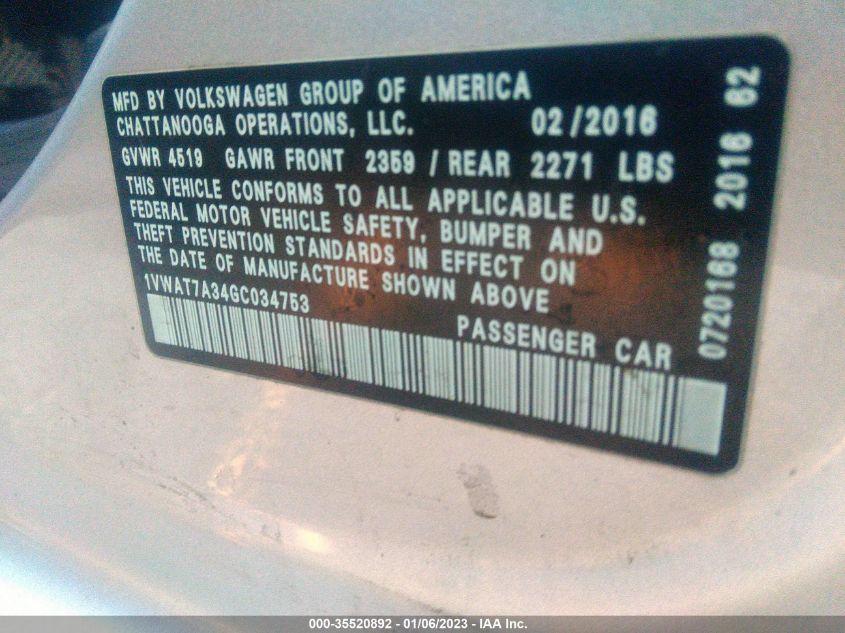 MFD BY VOLKSWAGEN GROUP OF AMERICA
CHATTANOOGA OPERATIONS, LLC. 02/2016
GVWR 4519 GAWR FRONT 2359 / REAR 2271 LBS
THIS VEHICLE CONFORMS TO ALL APPLICABLE U.S.
FEDERAL MOTOR VEHICLE SAFETY, BUMPER AND
THEFT PREVENTION STANDARDS IN EFFECT ON
THE DATE OF MANUFACTURE SHOWN ABOVE
1VWAT7A34GC034753
PASSENGER CAR
0720168 2016 62
000-35520892 - 01/06/2023 - IAA Inc.